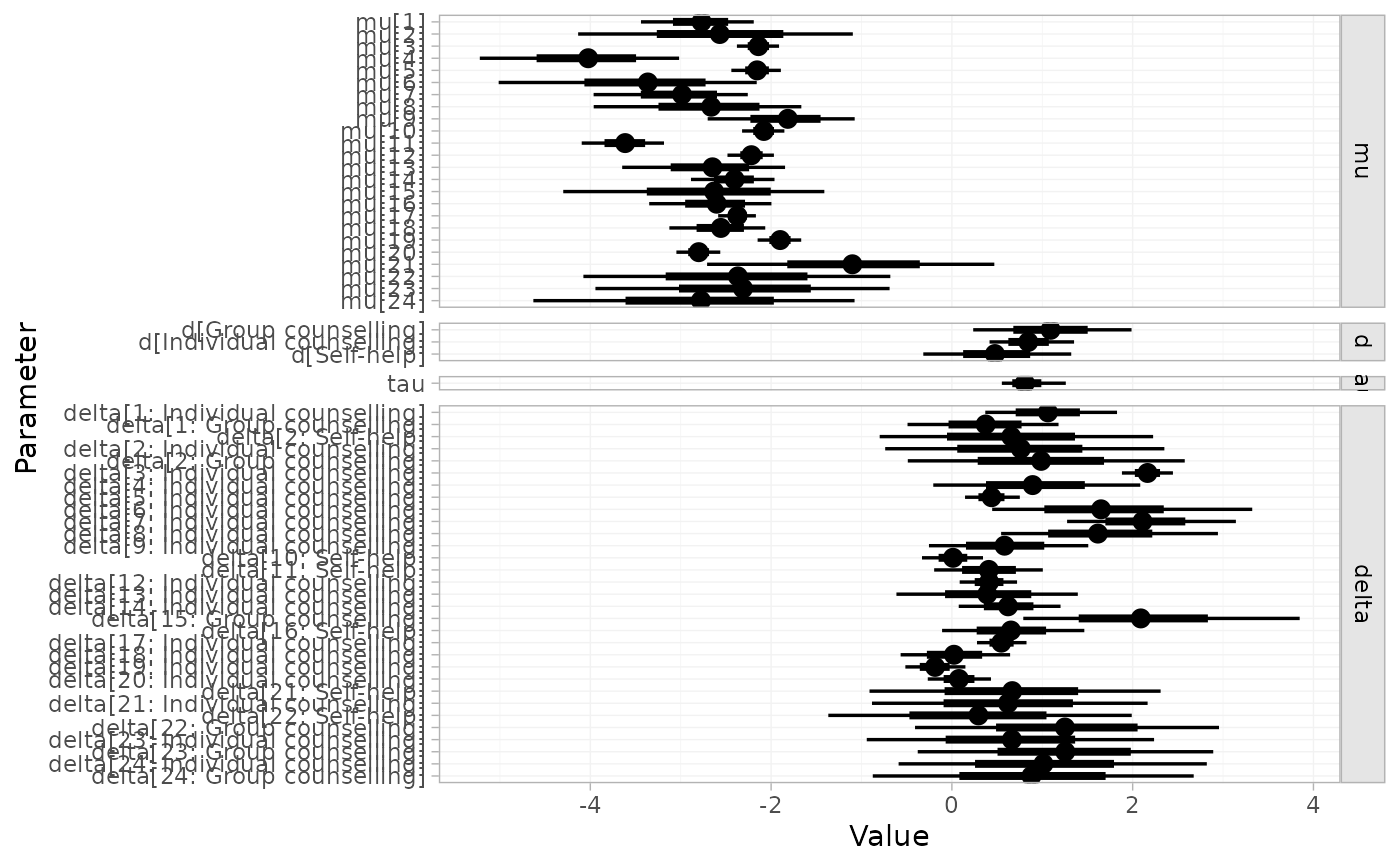 mu[1]
mu[2]
mu[3]
mu[4]
mu[5]
mu[6]
mu[7]
mu[8]
mu[9]
mu[10]
mu[11]
mu[12]
mu[13]
mu[14]
mu[15]
mu[16]
mu[17]
mu[18]
mu[19]
mu[20]
mu[21]
mu[22]
mu[23]
mu[24]
mu
d[Group counselling]
d[Individual counselling]
d[Self-help]
d
tau
delta[1: Individual counselling]
delta[1: Group counselling]
delta[2: Self-help]
delta[2: Individual counselling]
delta[2: Group counselling]
delta[3: Individual counselling]
delta[4: Individual counselling]
delta[5: Individual counselling]
delta[6: Individual counselling]
delta[7: Individual counselling]
delta[8: Individual counselling]
delta[9: Individual counselling]
delta[10: Self-help]
delta[11: Self-help]
delta[12: Individual counselling]
delta[13: Individual counselling]
delta[14: Individual counselling]
delta[15: Group counselling]
delta[16: Self-help]
delta[17: Individual counselling]
delta[18: Individual counselling]
delta[19: Individual counselling]
delta[20: Individual counselling]
delta[21: Self-help]
delta[21: Individual counselling]
delta[22: Self-help]
delta[22: Group counselling]
delta[23: Individual counselling]
delta[23: Group counselling]
delta[24: Individual counselling]
delta[24: Group counselling]
delta
Parameter
-4 -2 0 2 4
Value